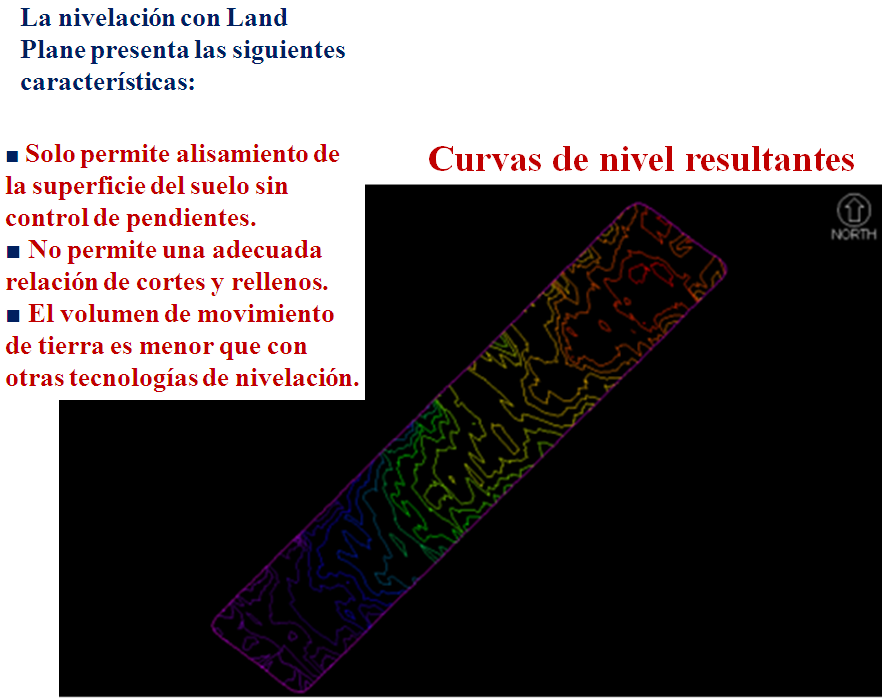 La nivelación con Land
Plane presenta las siguientes
características:
■ Solo permite alisamiento de
la superficie del suelo sin
control de pendientes.
■ No permite una adecuada
relación de cortes y rellenos.
■ El volumen de movimiento
de tierra es menor que con
otras tecnologías de nivelación.
Curvas de nivel resultantes
NORTH